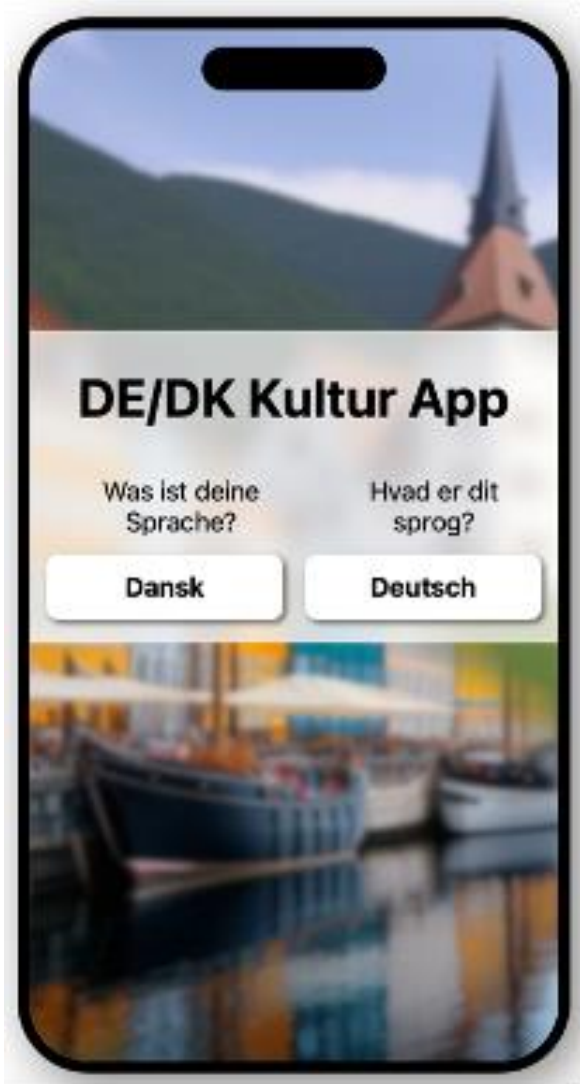 DE/DK Kultur App
Was ist deine
Sprache?
Hvad er dit
sprog?
Dansk
Deutsch